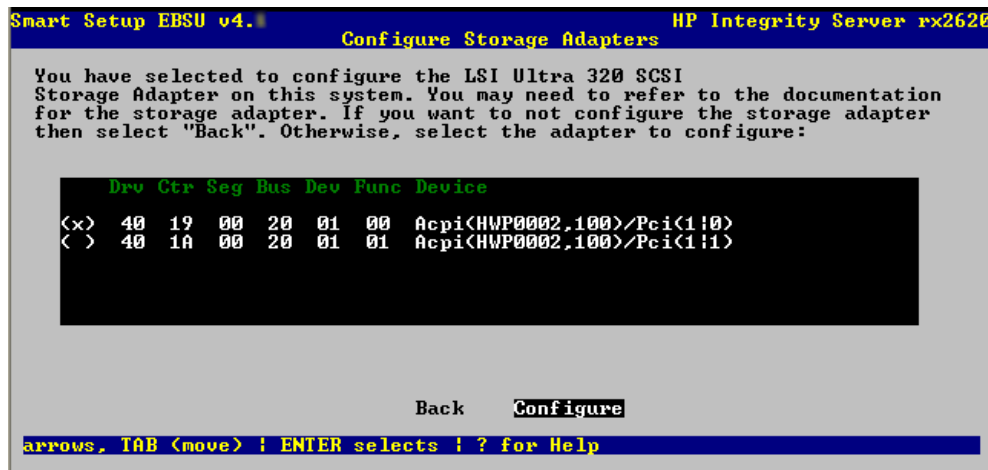 Smart Setup EBSU v4. HP Integrity Server rx2620
Configure Storage Adapters
You have selected to configure the LSI Ultra 320 SCSI
Storage Adapter on this system. You may need to refer to the documentation
for the storage adapter. If you want to not configure the storage adapter
then select "Back". Otherwise, select the adapter to configure:
Drv Ctr Seg Bus Dev Func Device
(x) 40 19 00 20 01 00 Acpi(HWP0002,100)/Pci(1|0)
( ) 40 1A 00 20 01 01 Acpi(HWP0002,100)/Pci(1|1)
Back Configure
arrows, TAB (move) | ENTER selects | ? for Help